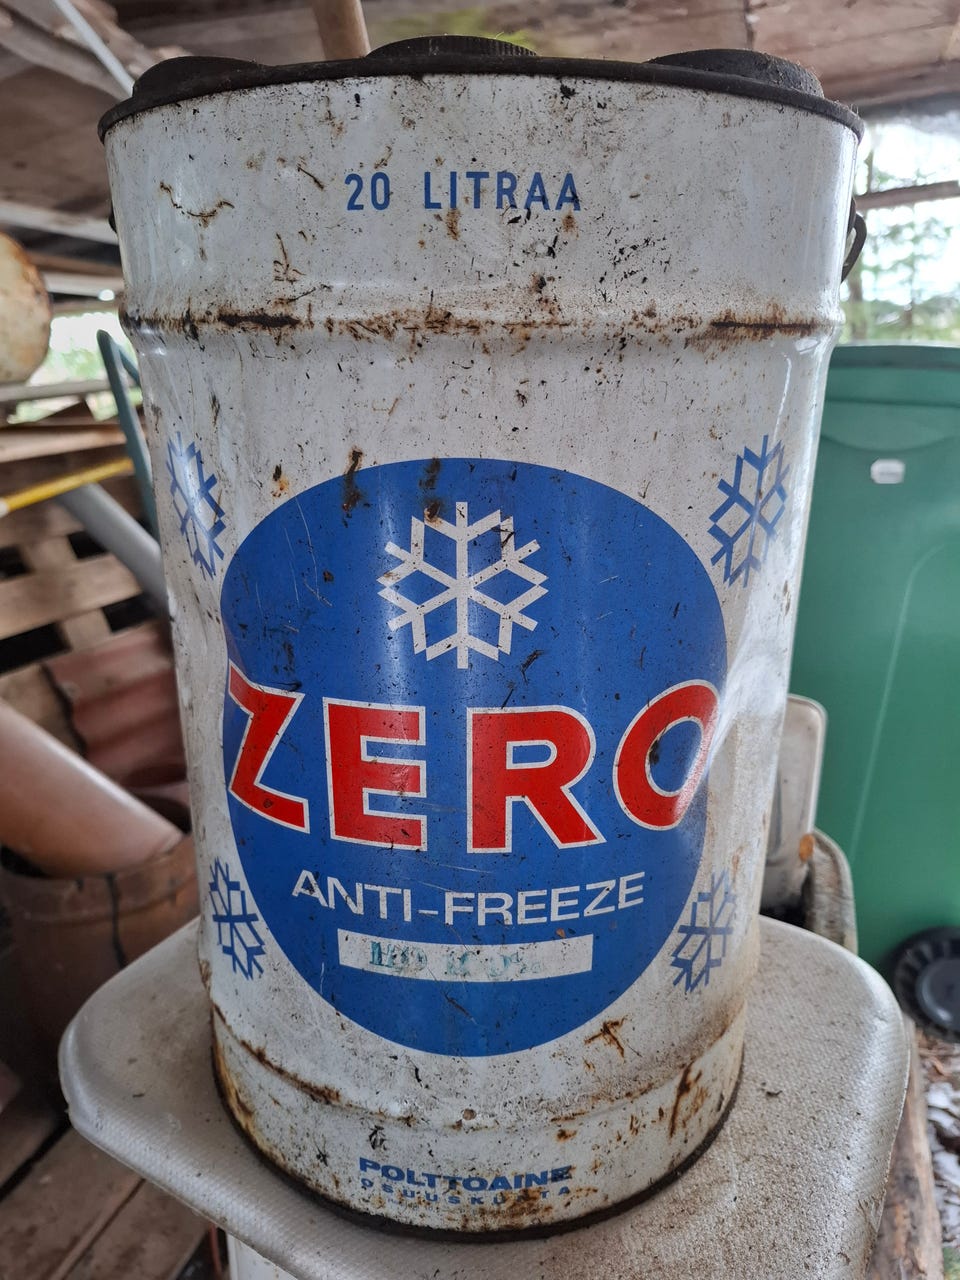 20 LITRAA
ZERO
ANTI-FREEZE
POLTTOAINE
OSUUSKUNTA